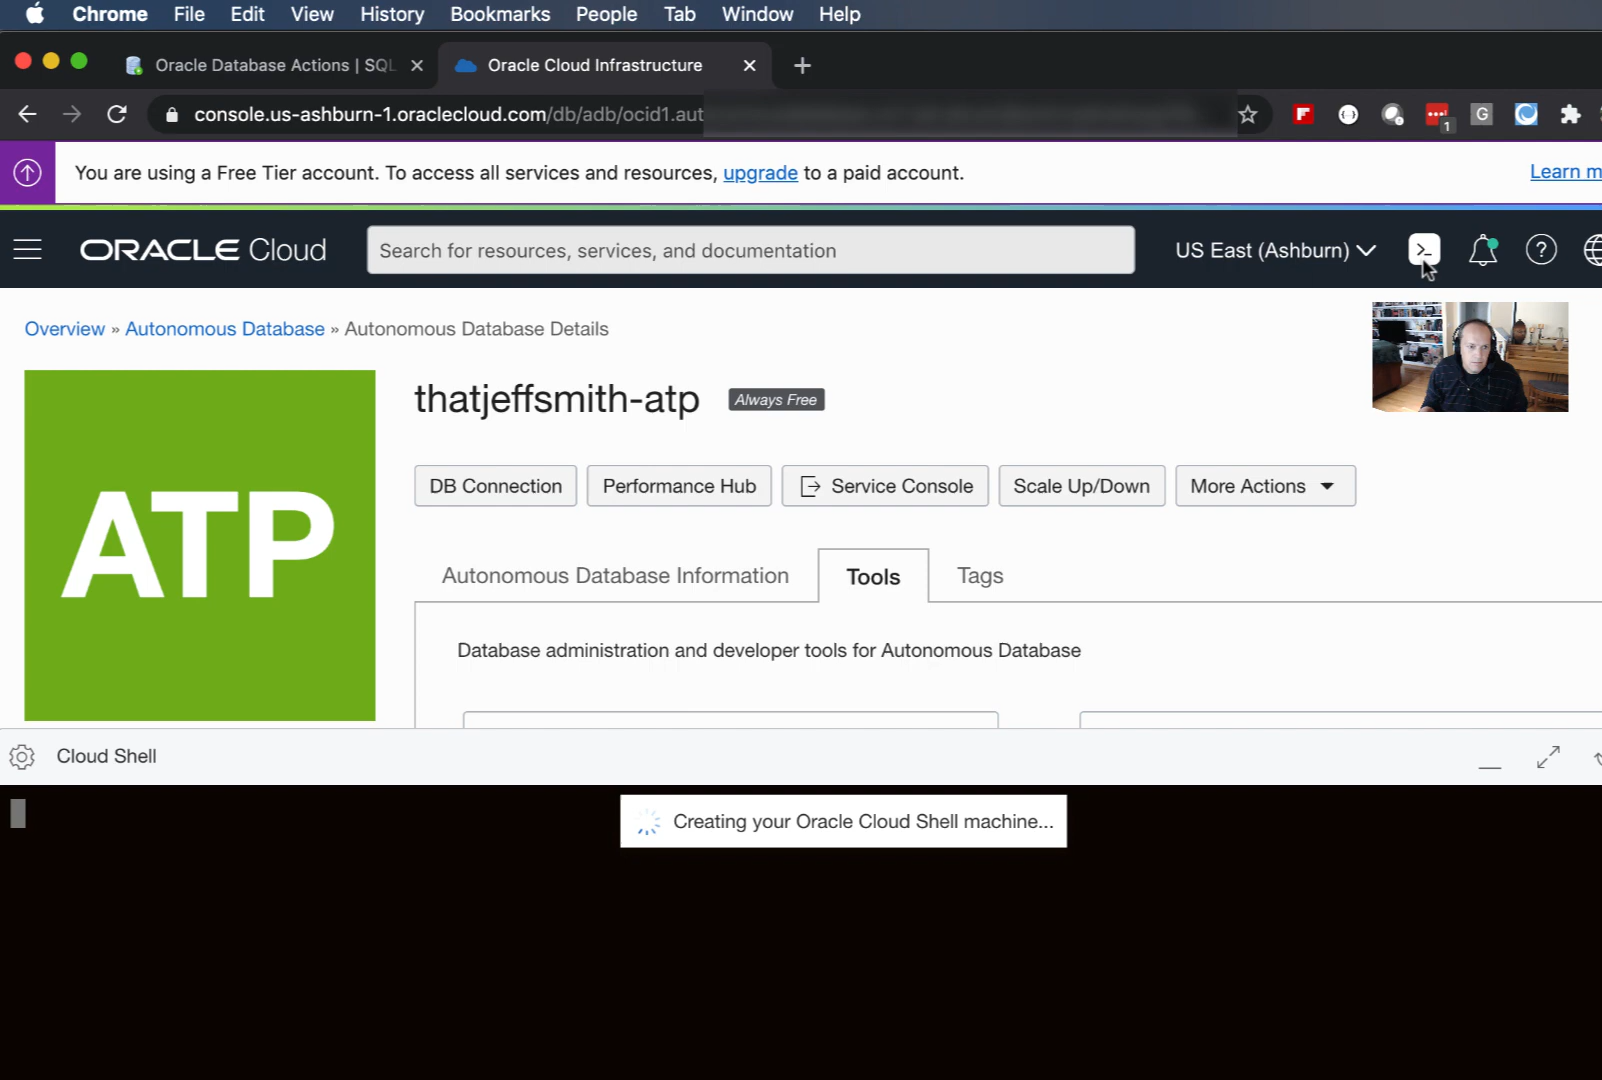 Chrome File Edit View History Bookmarks People Tab Window Help
Oracle Database Actions | SQL
Oracle Cloud Infrastructure
console.us-ashburn-1.oraclecloud.com/db/adb/ocid1.aut
1
G
You are using a Free Tier account. To access all services and resources, upgrade to a paid account.
Learn m
ORACLE Cloud
Search for resources, services, and documentation
US East (Ashburn)
Overview » Autonomous Database » Autonomous Database Details
ATP
thatjeffsmith-atp
Always Free
DB Connection
Performance Hub
Service Console
Scale Up/Down
More Actions
Autonomous Database Information
Tools
Tags
Database administration and developer tools for Autonomous Database
Cloud Shell
Creating your Oracle Cloud Shell machine...